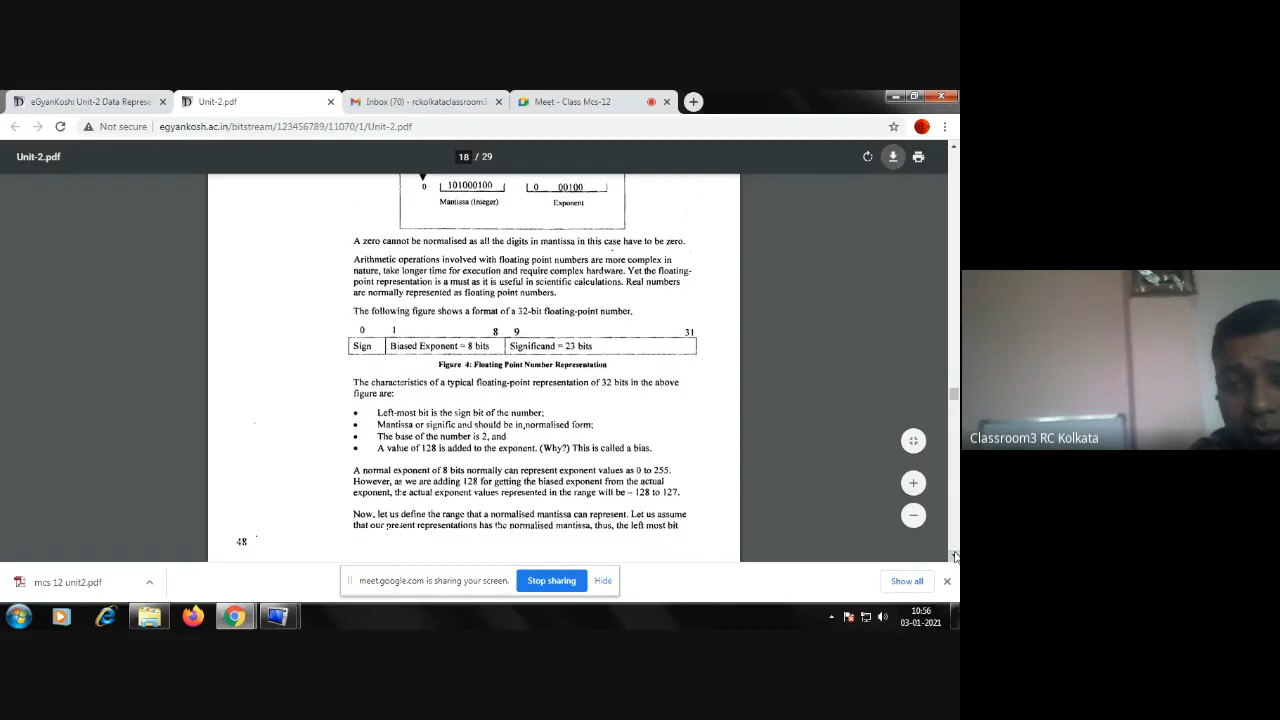 eGyanKosh: Unit-2 Data Represe
Unit-2.pdf
Inbox (70) - rckolkataclassroom3
Meet - Class Mcs-12
Not secure
egyankosh.ac.in/bitstream/123456789/11070/1/Unit-2.pdf
Unit-2.pdf
18 / 29
0 101000100 0 00100
Mantissa (Integer) Exponent
A zero cannot be normalised as all the digits in mantissa in this case have to be zero.
Arithmetic operations involved with floating point numbers are more complex in
nature, take longer time for execution and require complex hardware. Yet the floating-
point representation is a must as it is useful in scientific calculations. Real numbers
are normally represented as floating point numbers.
The following figure shows a format of a 32-bit floating-point number.
0 1 8 9 31
Sign Biased Exponent = 8 bits Significand = 23 bits
Figure 4: Floating Point Number Representation
The characteristics of a typical floating-point representation of 32 bits in the above
figure are:
• Left-most bit is the sign bit of the number;
• Mantissa or signific and should be in normalised form;
• The base of the number is 2, and
• A value of 128 is added to the exponent. (Why?) This is called a bias.
A normal exponent of 8 bits normally can represent exponent values as 0 to 255.
However, as we are adding 128 for getting the biased exponent from the actual
exponent, the actual exponent values represented in the range will be – 128 to 127.
Now, let us define the range that a normalised mantissa can represent. Let us assume
that our present representations has the normalised mantissa, thus, the left most bit
48
Classroom3 RC Kolkata
mcs 12 unit2.pdf
meet.google.com is sharing your screen.
Stop sharing
Hide
Show all
10:56
03-01-2021